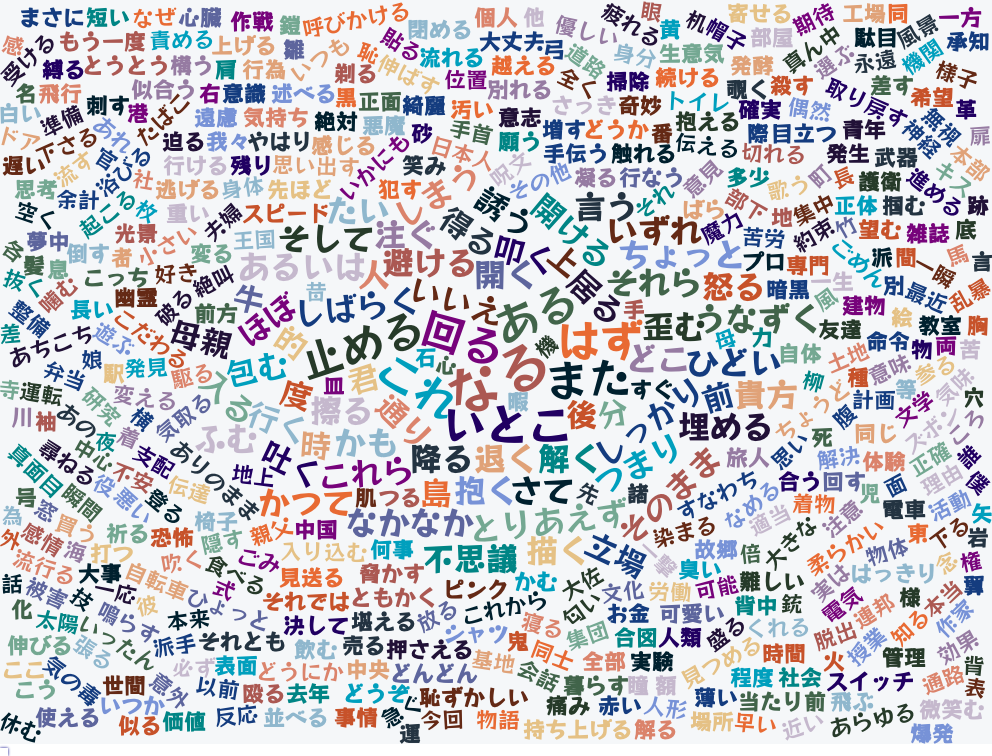 まさに 短い なぜ 心臓 作戦 鎧 呼びかける 閉める 個人 他 優しい 疲れる 眼 黄 机 帽子 寄せる 期待 工場 同 風景 一方
感じ 受ける もう一度 責める 上げる 雛 いつも 恥 貼る 流れる 大丈夫 弓 道路 身分 生意気 部屋 真ん中 選ぶ 駄目 永遠 機関 承知
縛る とうとう 構う 肩 行為 剃る 伸ばす 位置 越える 別れる 全く 掃除 続ける 発酵 覗く 殺す 取り戻す 差す 希望 様子 革
名 飛行 似合う 右 意識 述べる 黒 正面 綺麗 汚い さっき 奇妙 トイレ 確実 偶然 無視 神経 扉
白い 準備 刺す 港 たばこ 遠慮 気持ち 絶対 悪魔 砂 手首 意志 増す どうか 番 抱える 伝える 際 目立つ 青年 本部
ドア 下さる あれ 迫る 我々 やはり 感じる いかにも 日本人 願う 手伝う 触れる 切れる 発生 武器 キス
遅い 流す 首 浴びる 社 行ける 残り 思い出す 笑み 呪文 その他 凝る 行なう 意見 多少 歌う 町 長 護衛 進める 跡
思考 余計 起こる 枚 逃げる 身体 先ほど 犯す しまう 誘う 開ける 言う それ ばら 部下 地 集中 正体 掴む
空く 重い 夫婦 スピード たい 得る 叩く いずれ 魔力 苦労 約束 竹 望む 雑誌 底
各 夢中 倒す 光景 者 小さい 変る 王国 そして 注ぐ 避ける 上 居る ちょっと プロ 専門 ごめん 派 間 一瞬 馬
抜く 髪 息 こっち 好き 絶叫 あるいは 人 開く それら 怒る 暗黒 一生 別 最近 乱暴
噛む 幽霊 破る 前方 牛 ほぼ 苔 しばらく いいえ ある 手 歪む うなずく 風 建物 絵 教室 胸
整備 長い こだわる 母親 的 止める 回る 機 はず どこ ひどい 母 力 友達 命令 物 両 苦
差 あちこち 遊ぶ 娘 駅 発見 駆る 包む 皿 君 石 心 なる また すぐ 自体 土地 種 意味 参る
弁当 変える 入る 度 くれ 暇 しっかり 前 貴方 柳 ちょうど 腹 計画 等 気味
寺 運転 研究 横 気取る 行く 擦る 通り いとこ 後 分 埋める 文学 スポン 穴
川 袖 あの 夜 着 ふむ 時 かも 降る 退く 解く つまり 旅人 思い 死 同じ ころ
真面目 尋ねる 中心 不安 支配 ありのまま 地上 吐く これら そのまま 解決 体験 正確 誰
号 瞬間 役 悪い 登る 伝達 かつて 肌 つる 島 抱く さて 先 諸 すなわち なめる 合う 回す 児 面 理由 僕
為 惑 買う 祈る 恐怖 椅子 隠す 親父 中国 なかなか とりあえず 染まる 適当 着物 注意 電車 活動 矢
外 感情 海 打つ 吹く ごみ 入り込む 何事 不思議 描く 立場 故郷 倍 大きな 柔らかい 東 下る 岩
流行る 大事 自転車 食べる 見送る 脅かす かむ 臭い 可能 難しい 物体 はっきり 念 権
話 被害 技 一応 彼 ひょっと 式 それでは ともかく ピンク 大佐 文化 労働 実は 様 本当 翼
化 太陽 鳴らす 本来 決して 堪える 放る これから 匂い お金 可愛い 背中 銃 電気 連邦 知る 作家
伸びる 張る いったん 派手 それとも 飲む 売る 押さえる シャツ 鬼 寝る 集団 合図 人類 盛る くれる 脱出 授業 効果
ここ 気の毒 必ず 表面 どうにか 中央 どんどん 基地 同士 全部 実験 見つめる 時間 火 管理 背
こう 世間 意外 以前 殴る 去年 どうぞ 恥ずかしい 会話 暮らす 瞳 額 程度 社会 スイッチ 通路 表
休む 使える いつか 似る 価値 反応 並べる 事情 急ぐ 運 今回 物語 痛み 赤い 人形 薄い 当たり前 飛ぶ 微笑む
持ち上げる 解る 場所 早い 近い あらゆる 爆発